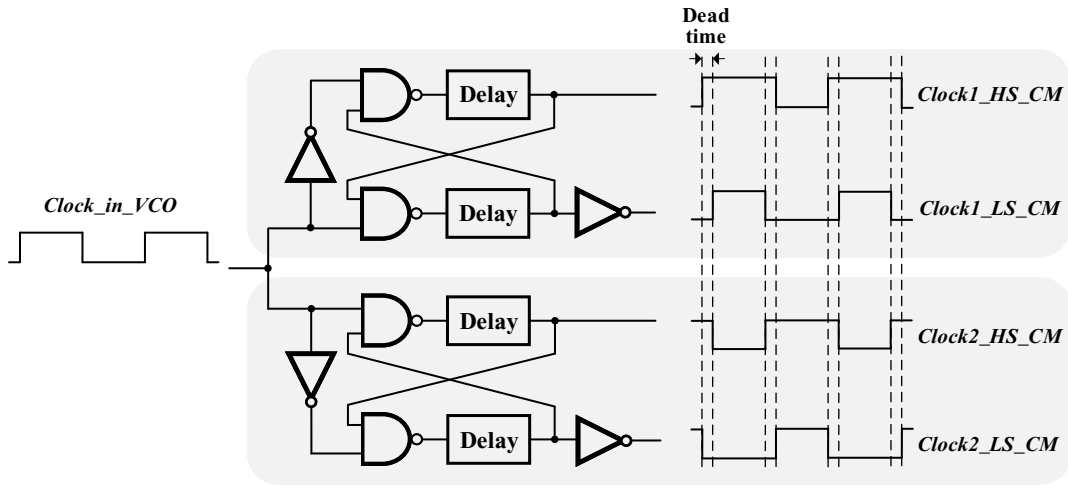 Dead
time
Delay
Clock1_HS_CM
Clock_in_VCO
Delay
Clock1_LS_CM
Delay
Clock2_HS_CM
Delay
Clock2_LS_CM